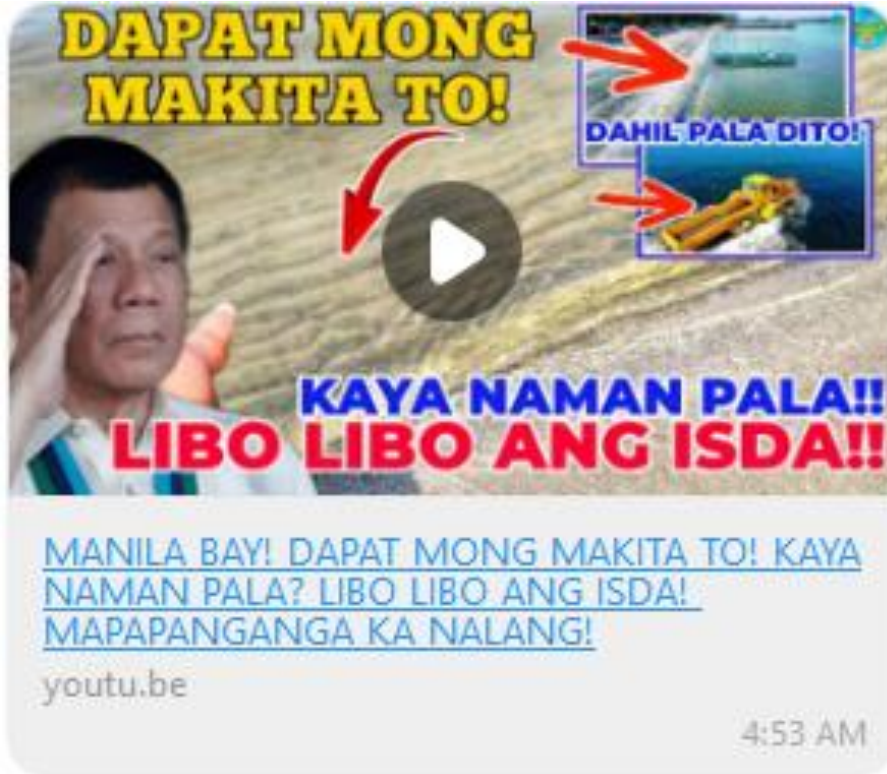 DAPAT MONG
MAKITA TO!
DAHIL PALA DITO!
KAYA NAMAN PALA!!
LIBO LIBO ANG ISDA!!
MANILA BAY! DAPAT MONG MAKITA TO! KAYA
NAMAN PALA? LIBO LIBO ANG ISDA!
MAPAPANGANGA KA NALANG!
youtu.be
4:53 AM